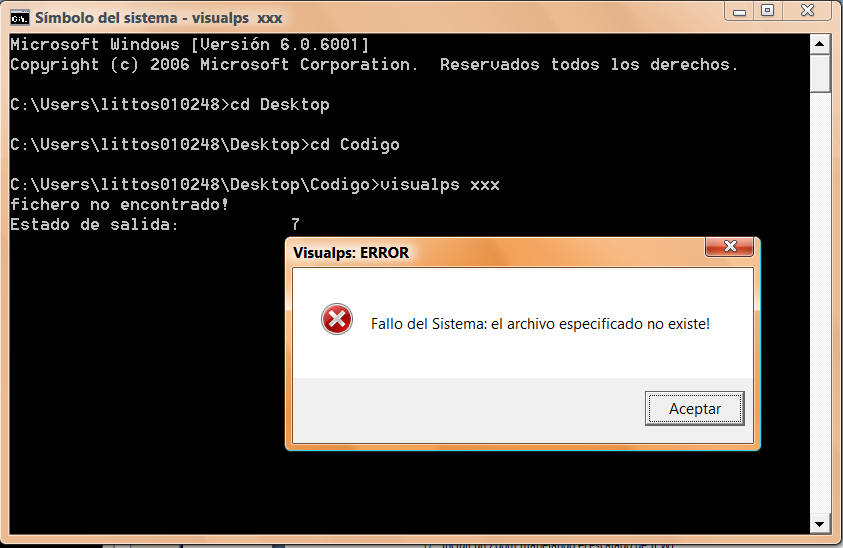 Símbolo del sistema - visualps xxx
Microsoft Windows [Versión 6.0.6001]
Copyright (c) 2006 Microsoft Corporation. Reservados todos los derechos.
C:\Users\littos010248>cd Desktop
C:\Users\littos010248\Desktop>cd Codigo
C:\Users\littos010248\Desktop\Codigo>visualps xxx
fichero no encontrado!
Estado de salida: 7
Visualps: ERROR
Fallo del Sistema: el archivo especificado no existe!
Aceptar